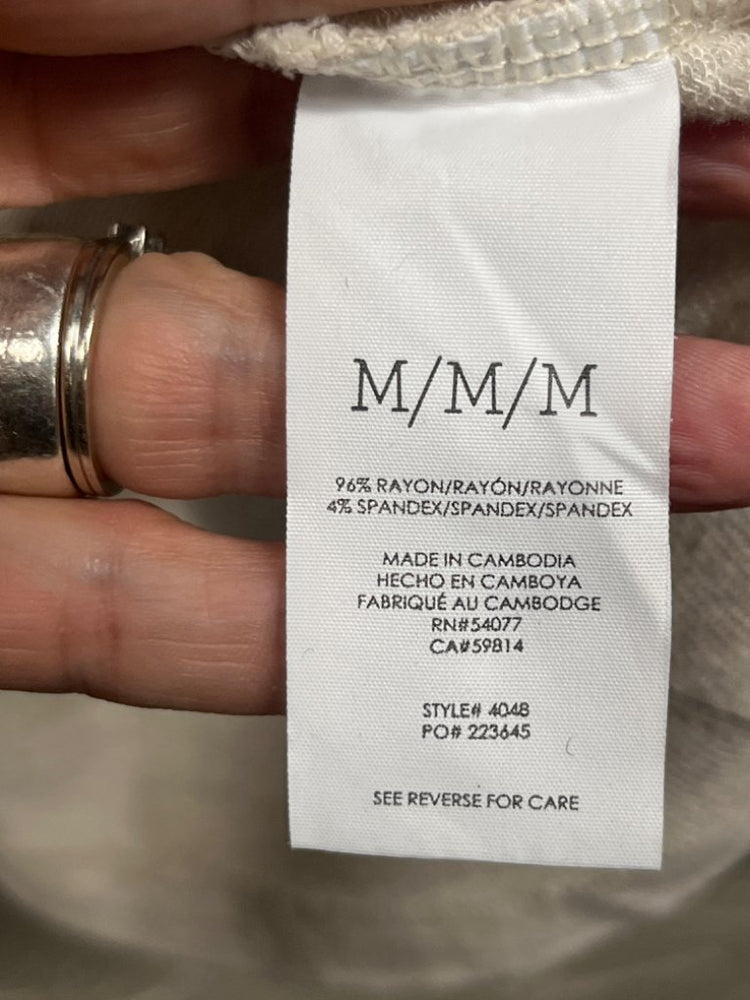 M/M/M
96% RAYON/RAYÓN/RAYONNE
4% SPANDEX/SPANDEX/SPANDEX
MADE IN CAMBODIA
HECHO EN CAMBOYA
FABRIQUÉ AU CAMBODGE
RN#54077
CA#59814
STYLE# 4048
PO# 223645
SEE REVERSE FOR CARE